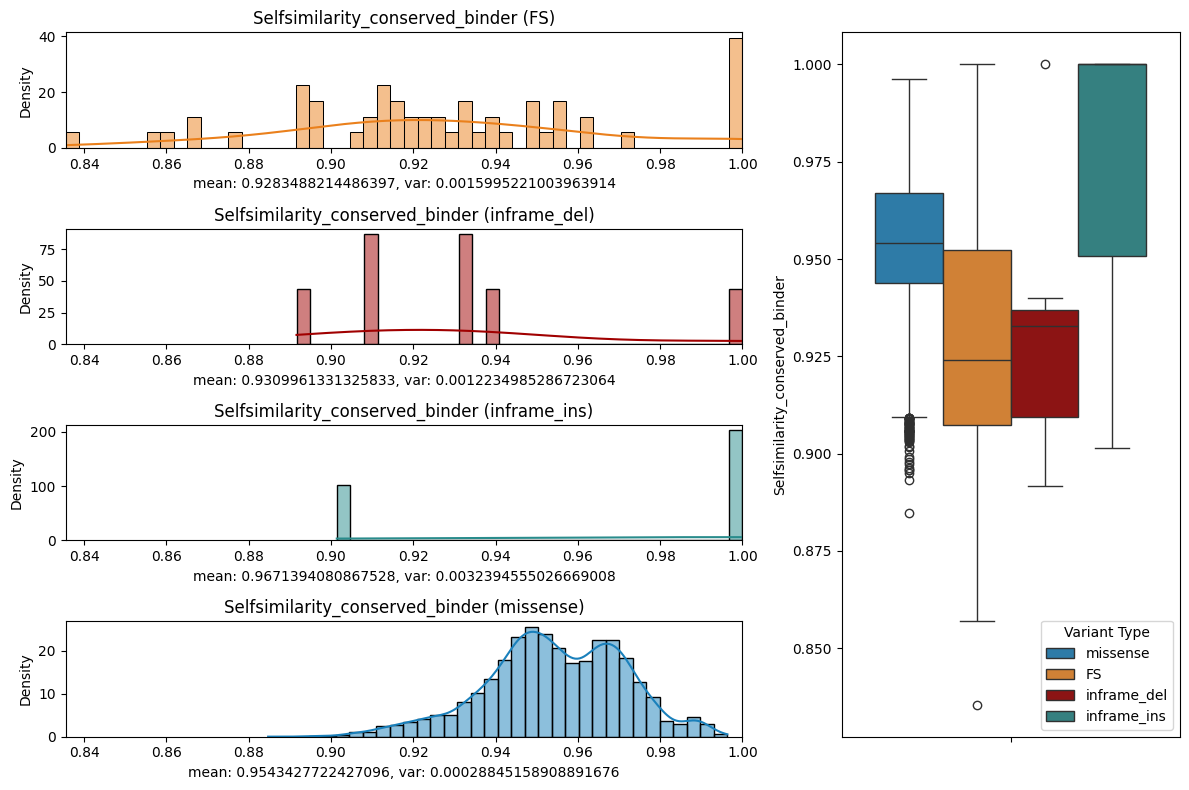 Selfsimilarity_conserved_binder (FS)
Density
40
20
0
0.84 0.86 0.88 0.90 0.92 0.94 0.96 0.98 1.00
mean: 0.9283488214486397, var: 0.0015995221003963914
Selfsimilarity_conserved_binder (inframe_del)
Density
75
50
25
0
0.84 0.86 0.88 0.90 0.92 0.94 0.96 0.98 1.00
mean: 0.9309961331325833, var: 0.0012234985286723064
Selfsimilarity_conserved_binder (inframe_ins)
Density
200
100
0
0.84 0.86 0.88 0.90 0.92 0.94 0.96 0.98 1.00
mean: 0.9671394080867528, var: 0.0032394555026669008
Selfsimilarity_conserved_binder (missense)
Density
20
10
0
0.84 0.86 0.88 0.90 0.92 0.94 0.96 0.98 1.00
mean: 0.9543427722427096, var: 0.00028845158908891676
Selfsimilarity_conserved_binder
1.000
0.975
0.950
0.925
0.900
0.875
0.850
Variant Type
missense
FS
inframe_del
inframe_ins